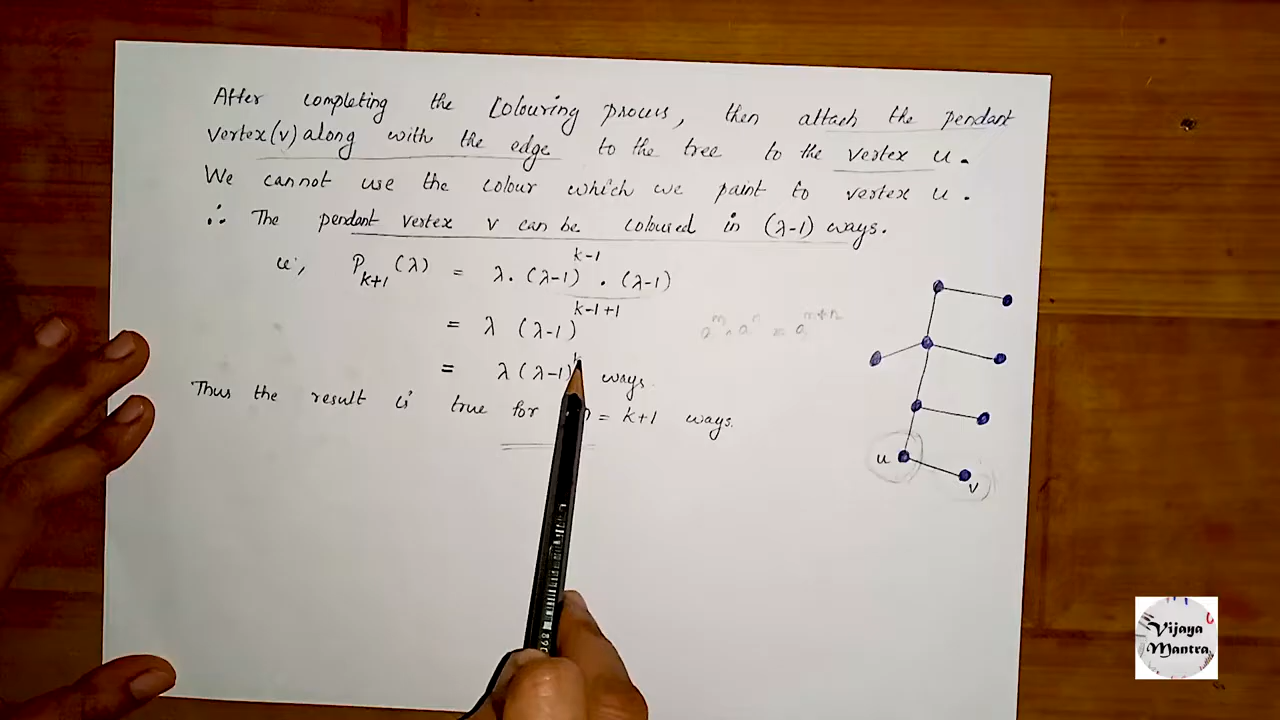 After completing the Colouring process, then attach the pendant
vertex (v) along with the edge to the tree to the vertex u.
We cannot use the colour which we paint to vertex u.
∴ The pendant vertex v can be coloured in (λ-1) ways.
ie, P_{k+1}(λ) = λ · (λ-1)^{k-1} · (λ-1)
= λ (λ-1)^{k-1+1}
a^m · a^n = a^{m+n}
= λ (λ-1)^k ways.
Thus the result is true for n = k+1 ways.
u
v
Vijaya
Mantra